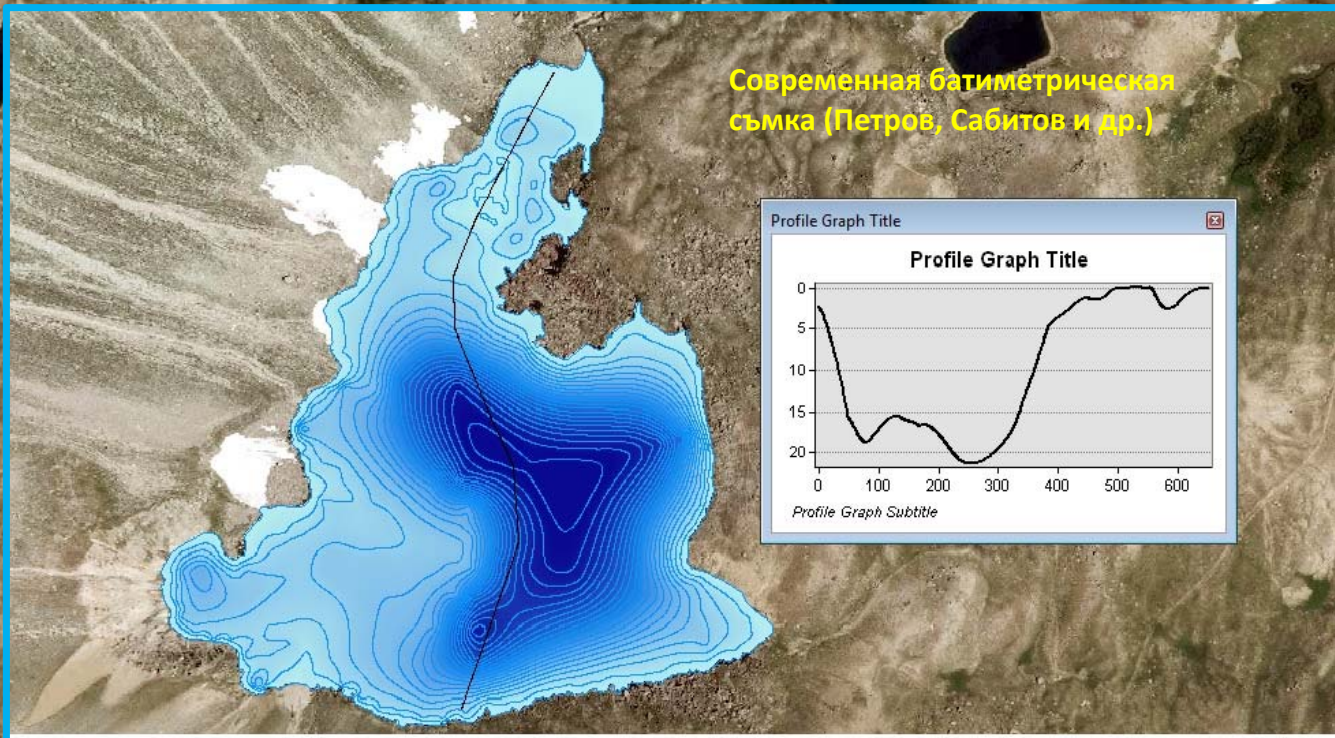 Современная батиметрическая
съмка (Петров, Сабитов и др.)
Profile Graph Title
Profile Graph Title
0
5
10
15
20
0 100 200 300 400 500 600
Profile Graph Subtitle